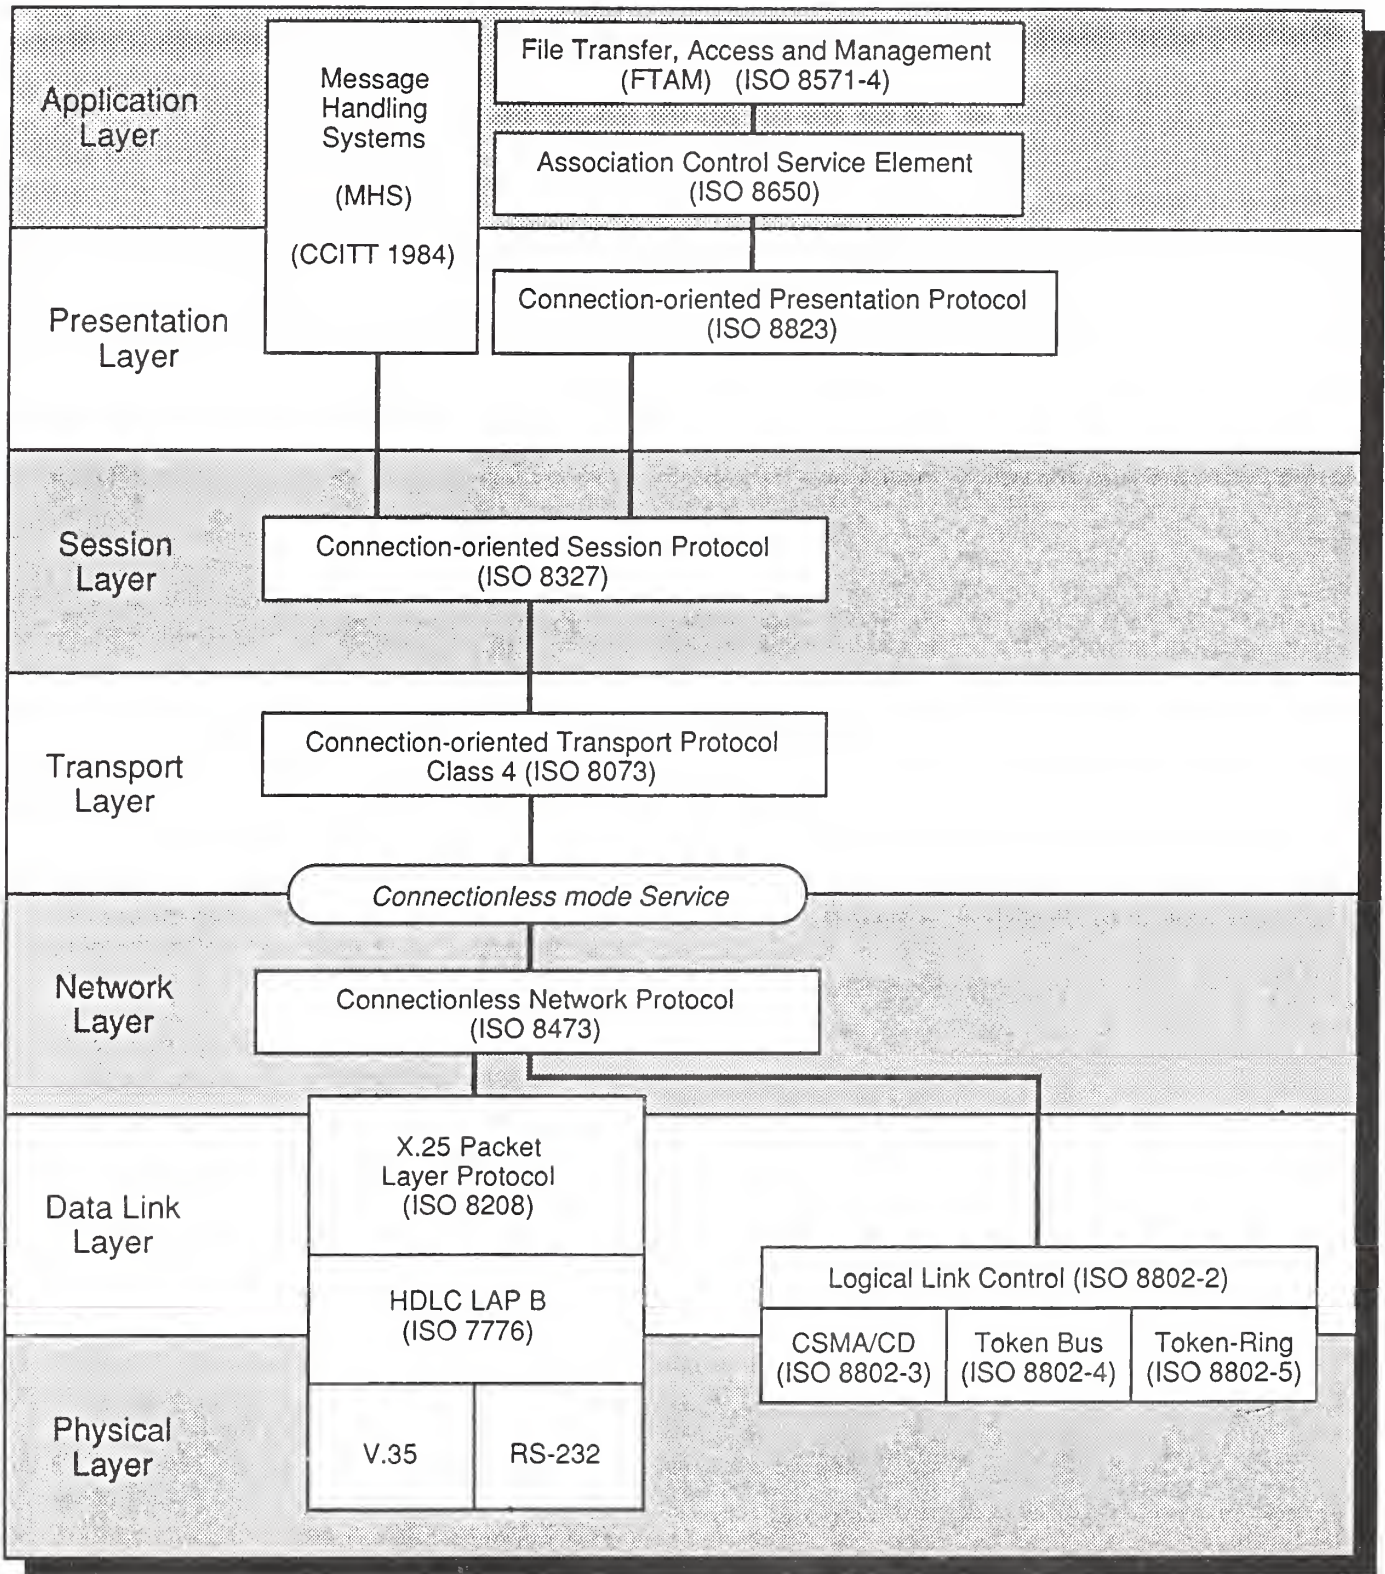 Application
Layer
Message
Handling
Systems
(MHS)
(CCITT 1984)
File Transfer, Access and Management
(FTAM) (ISO 8571-4)
Association Control Service Element
(ISO 8650)
Presentation
Layer
Connection-oriented Presentation Protocol
(ISO 8823)
Session
Layer
Connection-oriented Session Protocol
(ISO 8327)
Transport
Layer
Connection-oriented Transport Protocol
Class 4 (ISO 8073)
Connectionless mode Service
Network
Layer
Connectionless Network Protocol
(ISO 8473)
Data Link
Layer
X.25 Packet
Layer Protocol
(ISO 8208)
HDLC LAP B
(ISO 7776)
Logical Link Control (ISO 8802-2)
CSMA/CD
(ISO 8802-3)
Token Bus
(ISO 8802-4)
Token-Ring
(ISO 8802-5)
Physical
Layer
V.35
RS-232